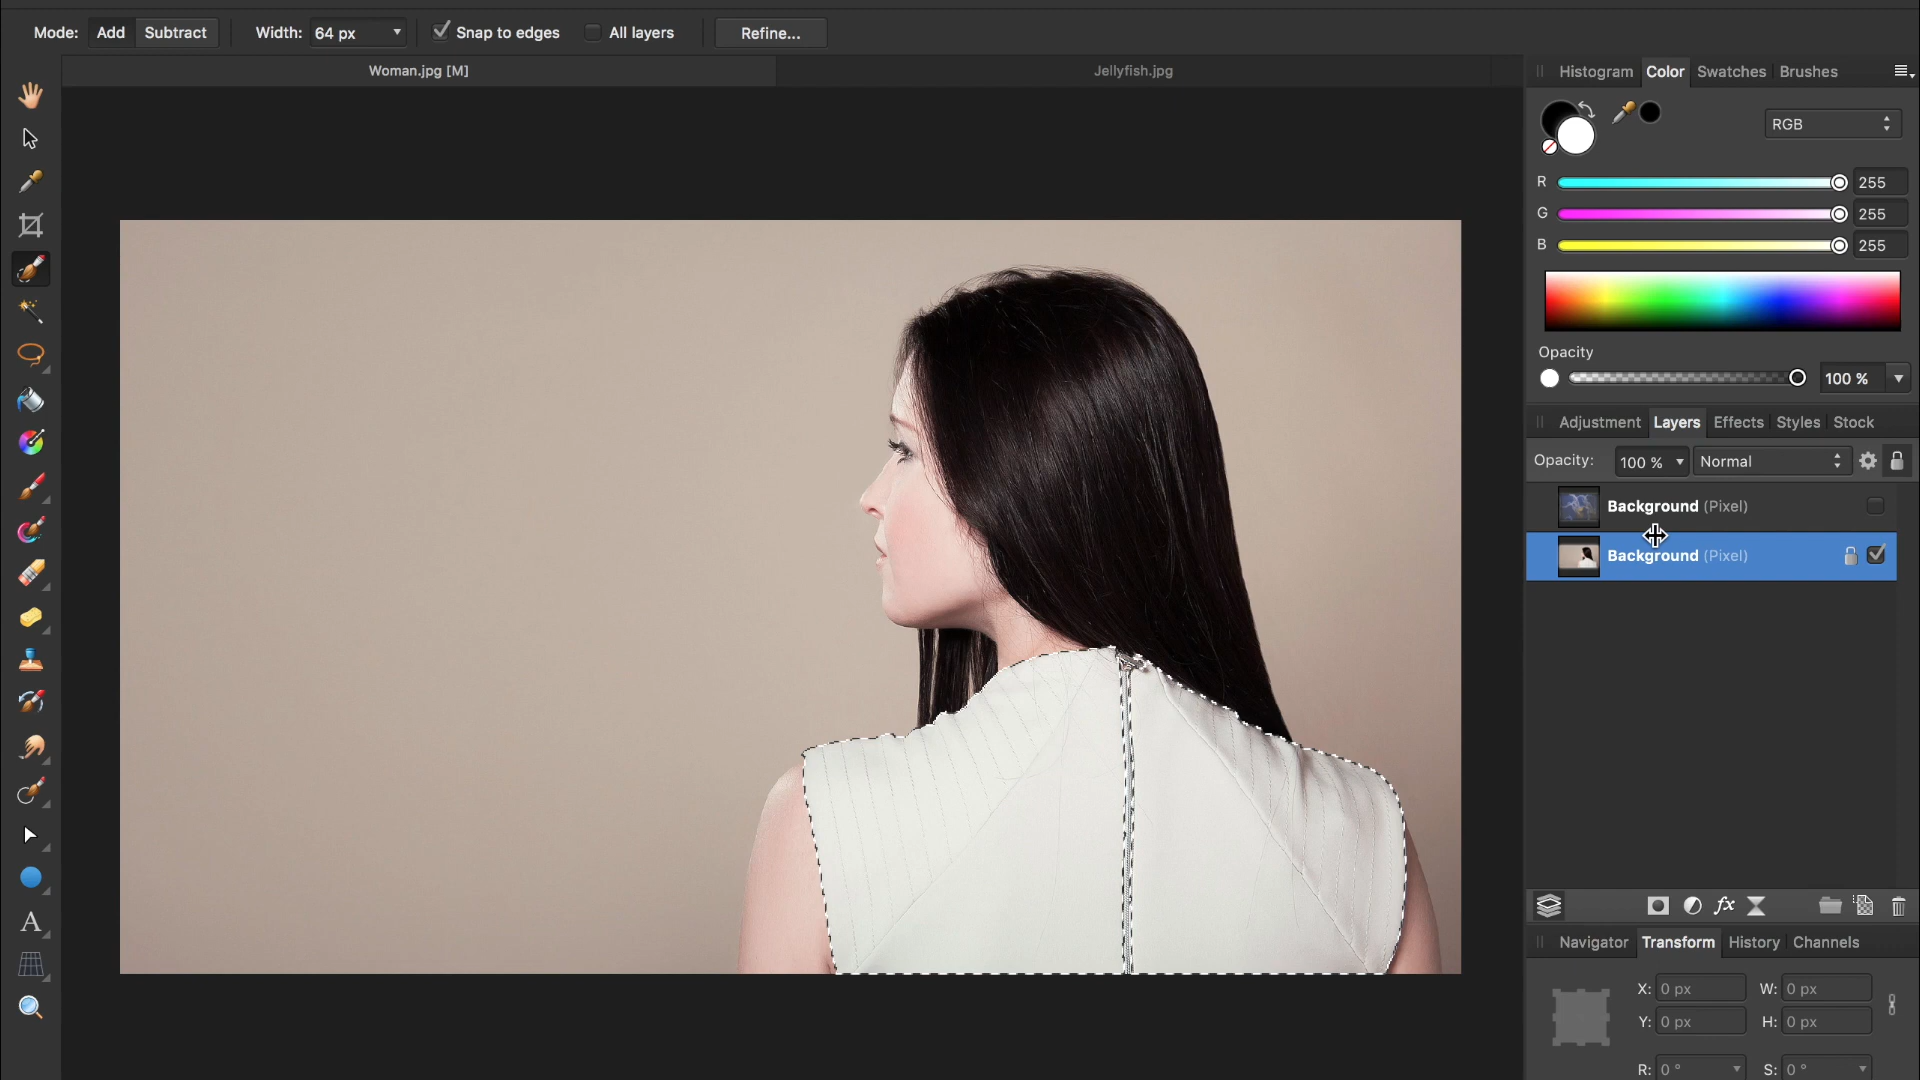 Mode: Add Subtract Width: 64 px Snap to edges All layers Refine...
Woman.jpg [M] Jellyfish.jpg
Histogram Color Swatches Brushes
RGB
R 255
G 255
B 255
Opacity
100 %
Adjustment Layers Effects Styles Stock
Opacity: 100 % Normal
Background (Pixel)
Background (Pixel)
fx
A
Navigator Transform History Channels
X: 0 px W: 0 px
Y: 0 px H: 0 px
R: 0 ° S: 0 °